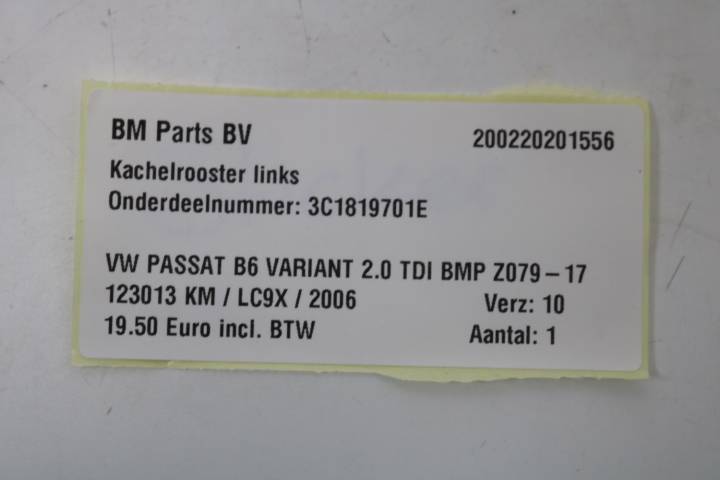 BM Parts BV 200220201556
Kachelrooster links
Onderdeelnummer: 3C1819701E
VW PASSAT B6 VARIANT 2.0 TDI BMP Z079-17
123013 KM / LC9X / 2006 Verz: 10
19.50 Euro incl. BTW Aantal: 1